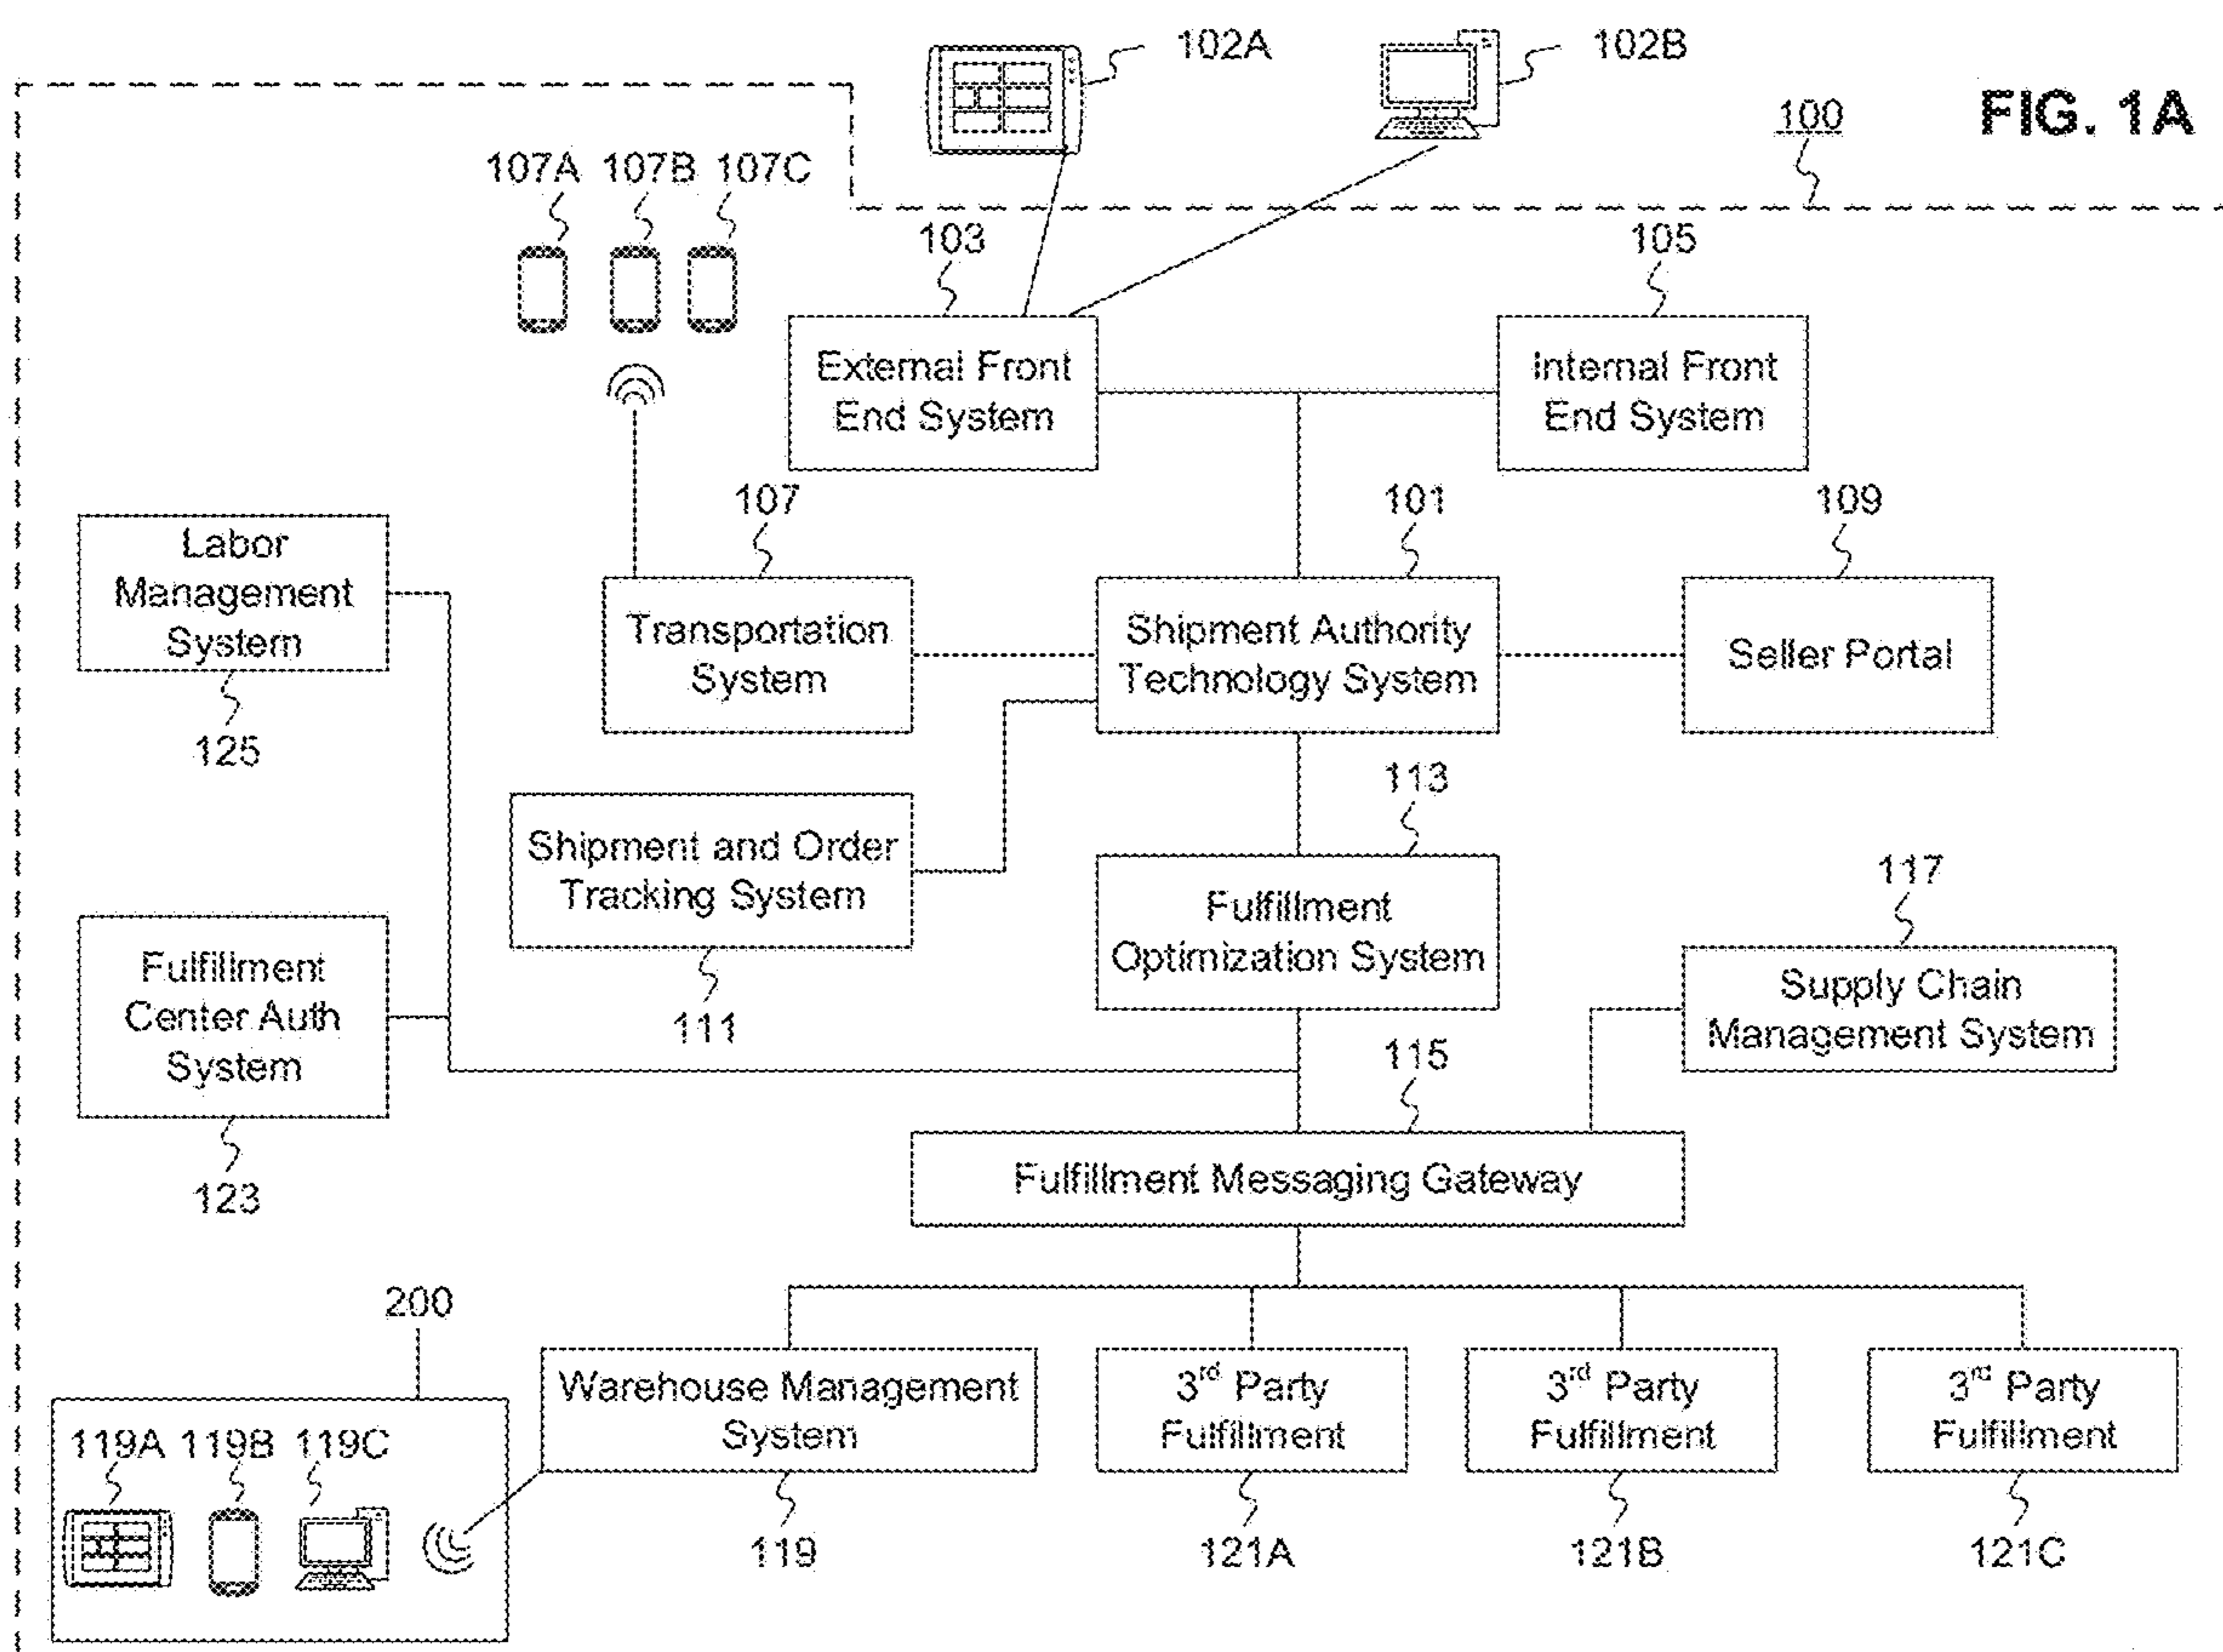 102A
102B
100
FIG. 1A
107A 107B 107C
103
105
External Front
End System
Internal Front
End System
107
101
109
Labor
Management
System
125
Transportation
System
Shipment Authority
Technology System
Seller Portal
113
Shipment and Order
Tracking System
111
Fulfillment
Optimization System
117
Supply Chain
Management System
Fulfillment
Center Auth
System
123
115
Fulfillment Messaging Gateway
200
119A 119B 119C
Warehouse Management
System
119
3rd Party
Fulfillment
121A
3rd Party
Fulfillment
121B
3rd Party
Fulfillment
121C